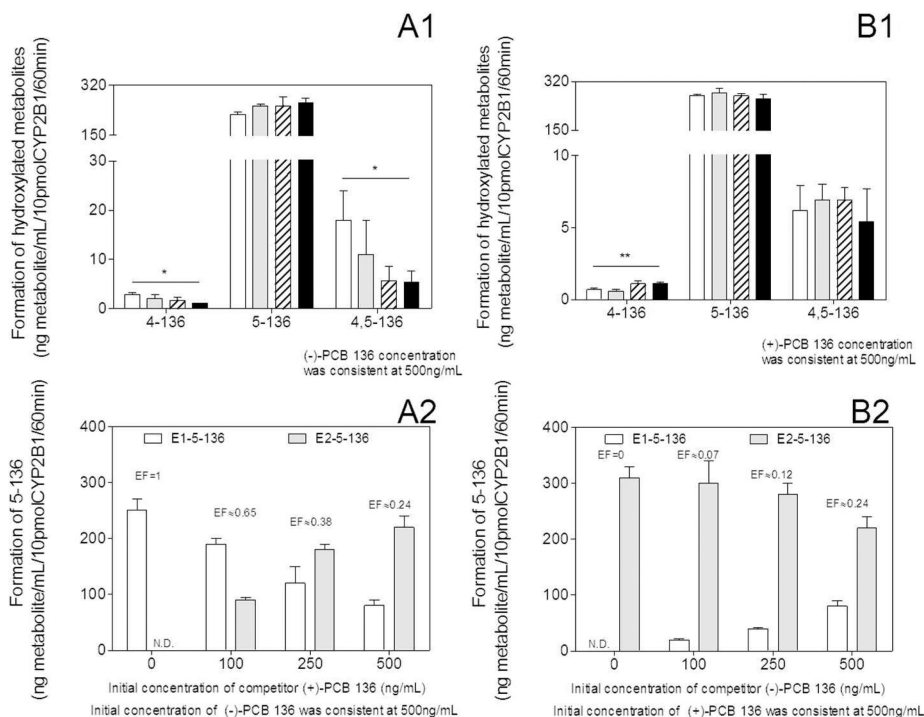 A1
Formation of hydroxylated metabolites
(ng metabolite/mL/10pmolCYP2B1/60min)
320
150
30
20
10
0
*
*
4-136
5-136
4,5-136
(-)-PCB 136 concentration
was consistent at 500ng/mL
B1
Formation of hydroxylated metabolites
(ng metabolite/mL/10pmolCYP2B1/60min)
320
150
10
5
0
**
4-136
5-136
4,5-136
(+)-PCB 136 concentration
was consistent at 500ng/mL
A2
Formation of 5-136
(ng metabolite/mL/10pmolCYP2B1/60min)
400
300
200
100
0
E1-5-136
E2-5-136
EF=1
EF≈0.65
EF≈0.38
EF≈0.24
N.D.
0
100
250
500
Initial concentration of competitor (+)-PCB 136 (ng/mL)
Initial concentration of (-)-PCB 136 was consistent at 500ng/mL
B2
Formation of 5-136
(ng metabolite/mL/10pmolCYP2B1/60min)
400
300
200
100
0
E1-5-136
E2-5-136
EF=0
EF≈0.07
EF≈0.12
EF≈0.24
N.D.
0
100
250
500
Initial concentration of competitor (-)-PCB 136 (ng/mL)
Initial concentration of (+)-PCB 136 was consistent at 500ng/mL